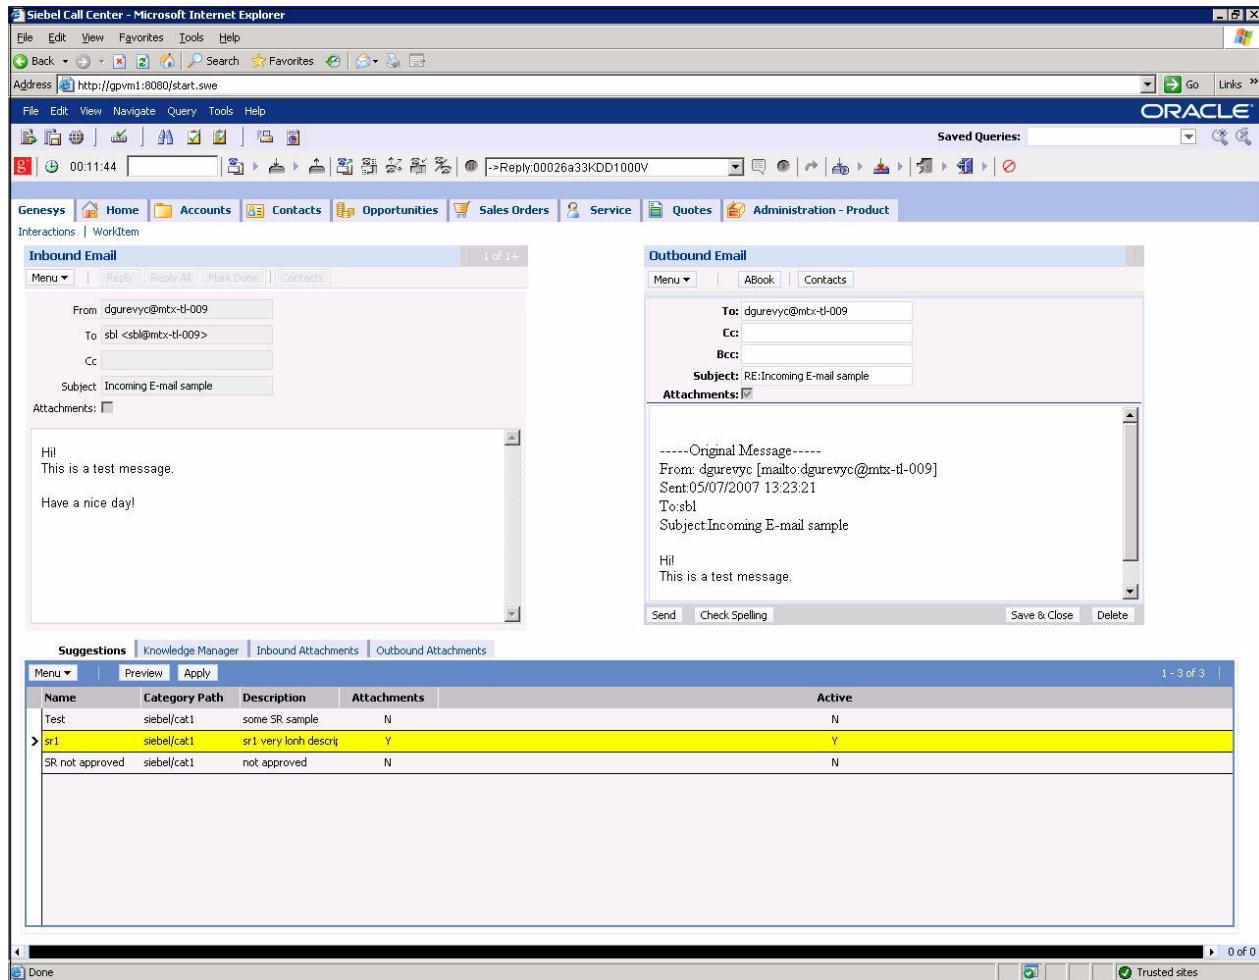 Siebel Call Center - Microsoft Internet Explorer
File Edit View Favorites Tools Help
Back Search Favorites
Address http://gpvm1:8080/start.swe Go Links »
File Edit View Navigate Query Tools Help ORACLE
Saved Queries:
g 00:11:44 ->Reply:00026a33KDD1000V
Genesys Home Accounts Contacts Opportunities Sales Orders Service Quotes Administration - Product
Interactions | WorkItem
Inbound Email 1 of 1+
Menu Reply Reply All Mark Done Contacts
From dgurevyc@mtx-tl-009
To sbl <sbl@mtx-tl-009>
Cc
Subject Incoming E-mail sample
Attachments:
Hi!
This is a test message.
Have a nice day!
Outbound Email
Menu ABook Contacts
To: dgurevyc@mtx-tl-009
Cc:
Bcc:
Subject: RE:Incoming E-mail sample
Attachments:
-----Original Message-----
From: dgurevyc [mailto:dgurevyc@mtx-tl-009]
Sent:05/07/2007 13:23:21
To:sbl
Subject:Incoming E-mail sample
Hi!
This is a test message.
Send Check Spelling Save & Close Delete
Suggestions Knowledge Manager Inbound Attachments Outbound Attachments
Menu Preview Apply 1 - 3 of 3
Name Category Path Description Attachments Active
Test siebel/cat1 some SR sample N N
sr1 siebel/cat1 sr1 very lonh descrip Y Y
SR not approved siebel/cat1 not approved N N
0 of 0
Done Trusted sites